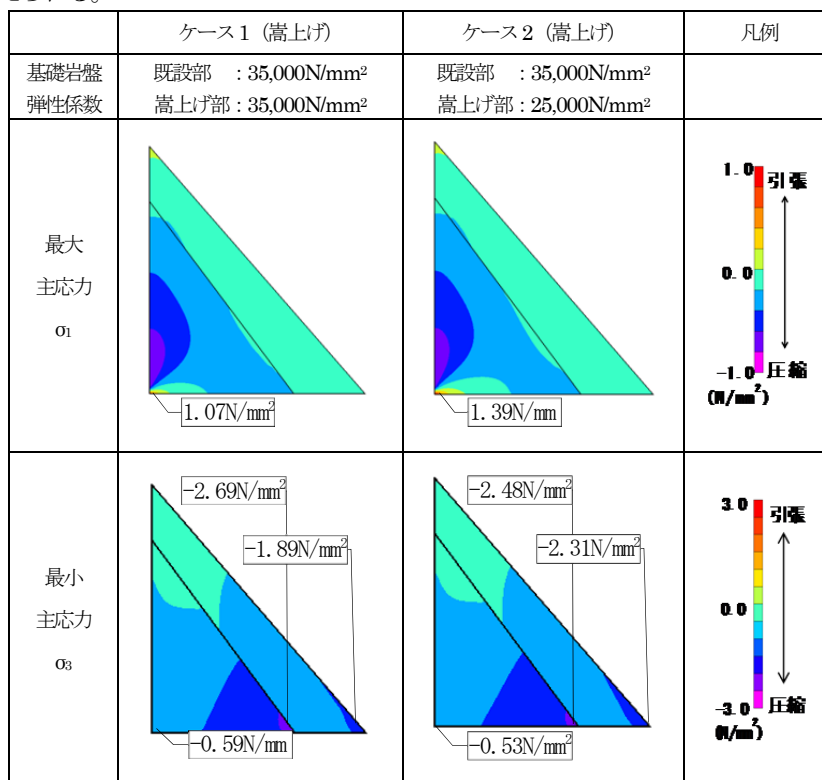 ケース1（嵩上げ） ケース2（嵩上げ） 凡例
基礎岩盤 既設部 : 35,000N/mm² 既設部 : 35,000N/mm²
弾性係数 嵩上げ部 : 35,000N/mm² 嵩上げ部 : 25,000N/mm²
最大
主応力
σ₁
1.07N/mm²
1.39N/mm
1.0 引張
0.0
-1.0 圧縮
(N/mm²)
最小
主応力
σ₃
-2.69N/mm²
-1.89N/mm²
-0.59N/mm
-2.48N/mm²
-2.31N/mm²
-0.53N/mm²
3.0 引張
0.0
-3.0 圧縮
(N/mm²)